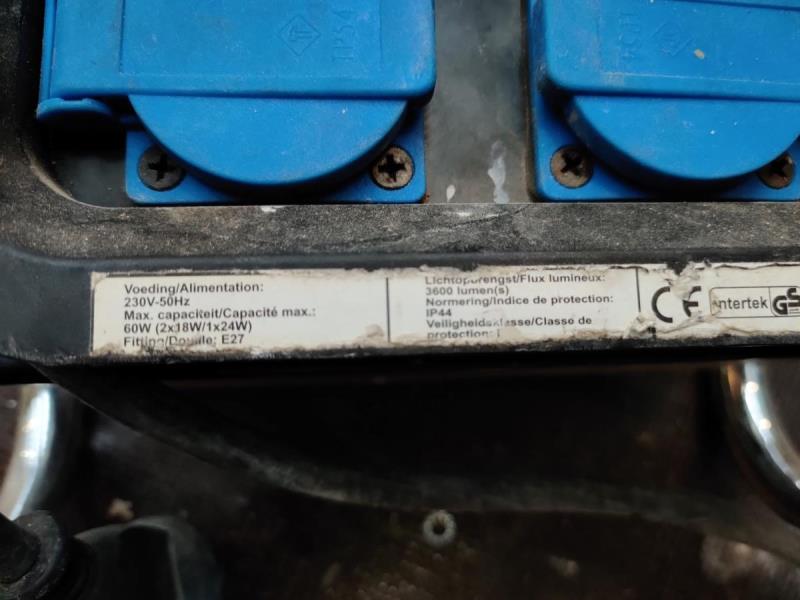 IP54
Voeding/Alimentation:
230V-50Hz
Max. capaciteit/Capacité max.:
60W (2x18W/1x24W)
Fitting/Douille: E27
Lichtopbrengst/Flux lumineux:
3600 lumen(s)
Normering/Indice de protection:
IP44
Veiligheidsklasse/Classe de
protection: I
CE
intertek
GS